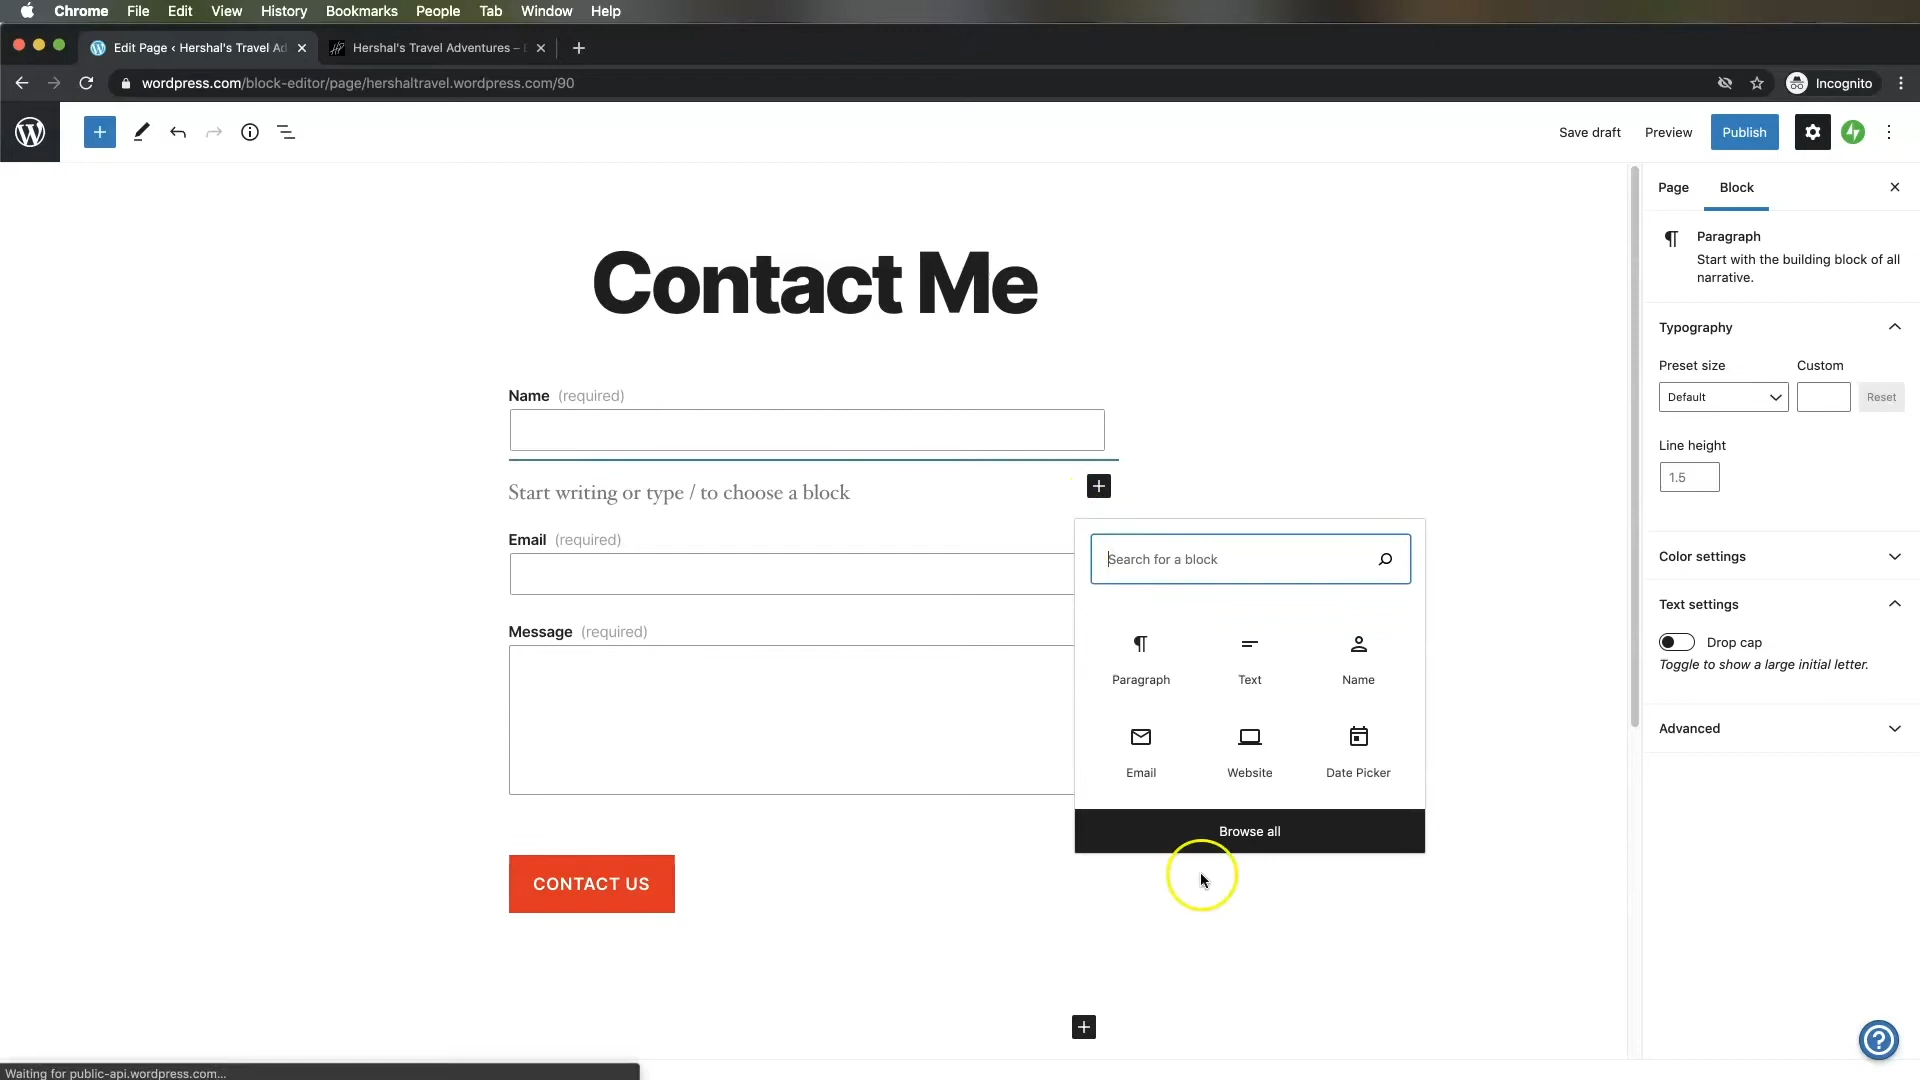 Chrome File Edit View History Bookmarks People Tab Window Help
Edit Page ‹ Hershal's Travel Ad
Hershal's Travel Adventures –
wordpress.com/block-editor/page/hershaltravel.wordpress.com/90
Incognito
Save draft Preview Publish
Page Block
Paragraph
Start with the building block of all
narrative.
Typography
Preset size Custom
Default Reset
Line height
1.5
Color settings
Text settings
Drop cap
Toggle to show a large initial letter.
Advanced
Contact Me
Name (required)
Start writing or type / to choose a block
Email (required)
Message (required)
CONTACT US
Search for a block
Paragraph Text Name
Email Website Date Picker
Browse all
Waiting for public-api.wordpress.com...